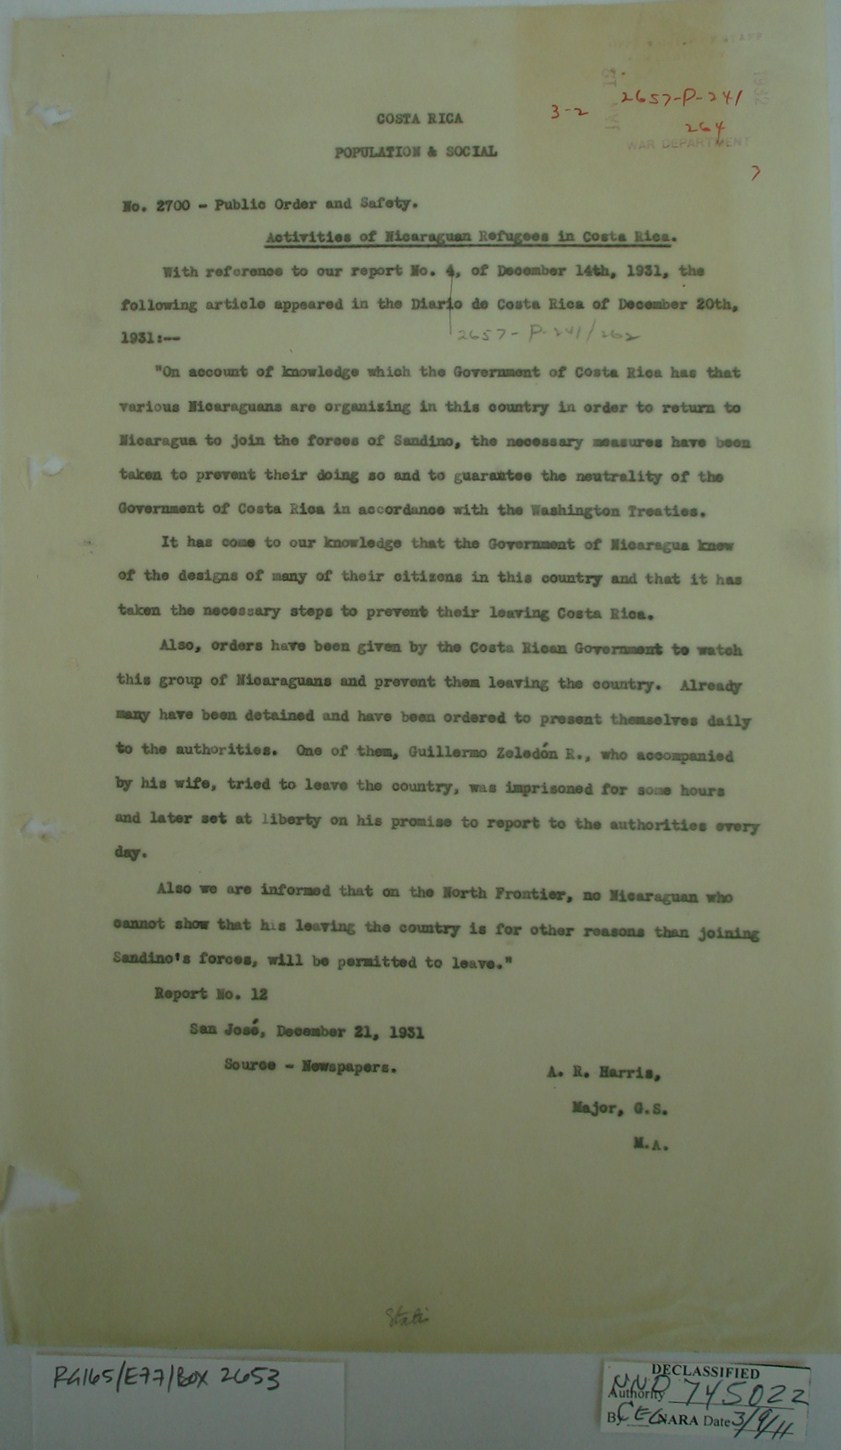 COSTA RICA
3-2
2657-P-241
264
POPULATION & SOCIAL
WAR DEPARTMENT
No. 2700 - Public Order and Safety.
Activities of Nicaraguan Refugees in Costa Rica.
With reference to our report No. 4, of December 14th, 1931, the
following article appeared in the Diario de Costa Rica of December 20th,
1931:--
2657-P-241/262
"On account of knowledge which the Government of Costa Rica has that
various Nicaraguans are organizing in this country in order to return to
Nicaragua to join the forces of Sandino, the necessary measures have been
taken to prevent their doing so and to guarantee the neutrality of the
Government of Costa Rica in accordance with the Washington Treaties.
It has come to our knowledge that the Government of Nicaragua knew
of the designs of many of their citizens in this country and that it has
taken the necessary steps to prevent their leaving Costa Rica.
Also, orders have been given by the Costa Rican Government to watch
this group of Nicaraguans and prevent them leaving the country. Already
many have been detained and have been ordered to present themselves daily
to the authorities. One of them, Guillermo Zeledón R., who accompanied
by his wife, tried to leave the country, was imprisoned for some hours
and later set at liberty on his promise to report to the authorities every
day.
Also we are informed that on the North Frontier, no Nicaraguan who
cannot show that his leaving the country is for other reasons than joining
Sandino's forces, will be permitted to leave."
Report No. 12
San José, December 21, 1931
Source - Newspapers.
A. R. Harris,
Major, G.S.
M.A.
RG165/E77/Box 2653
DECLASSIFIED
Authority NND 745022
By CEG NARA Date 3/9/11